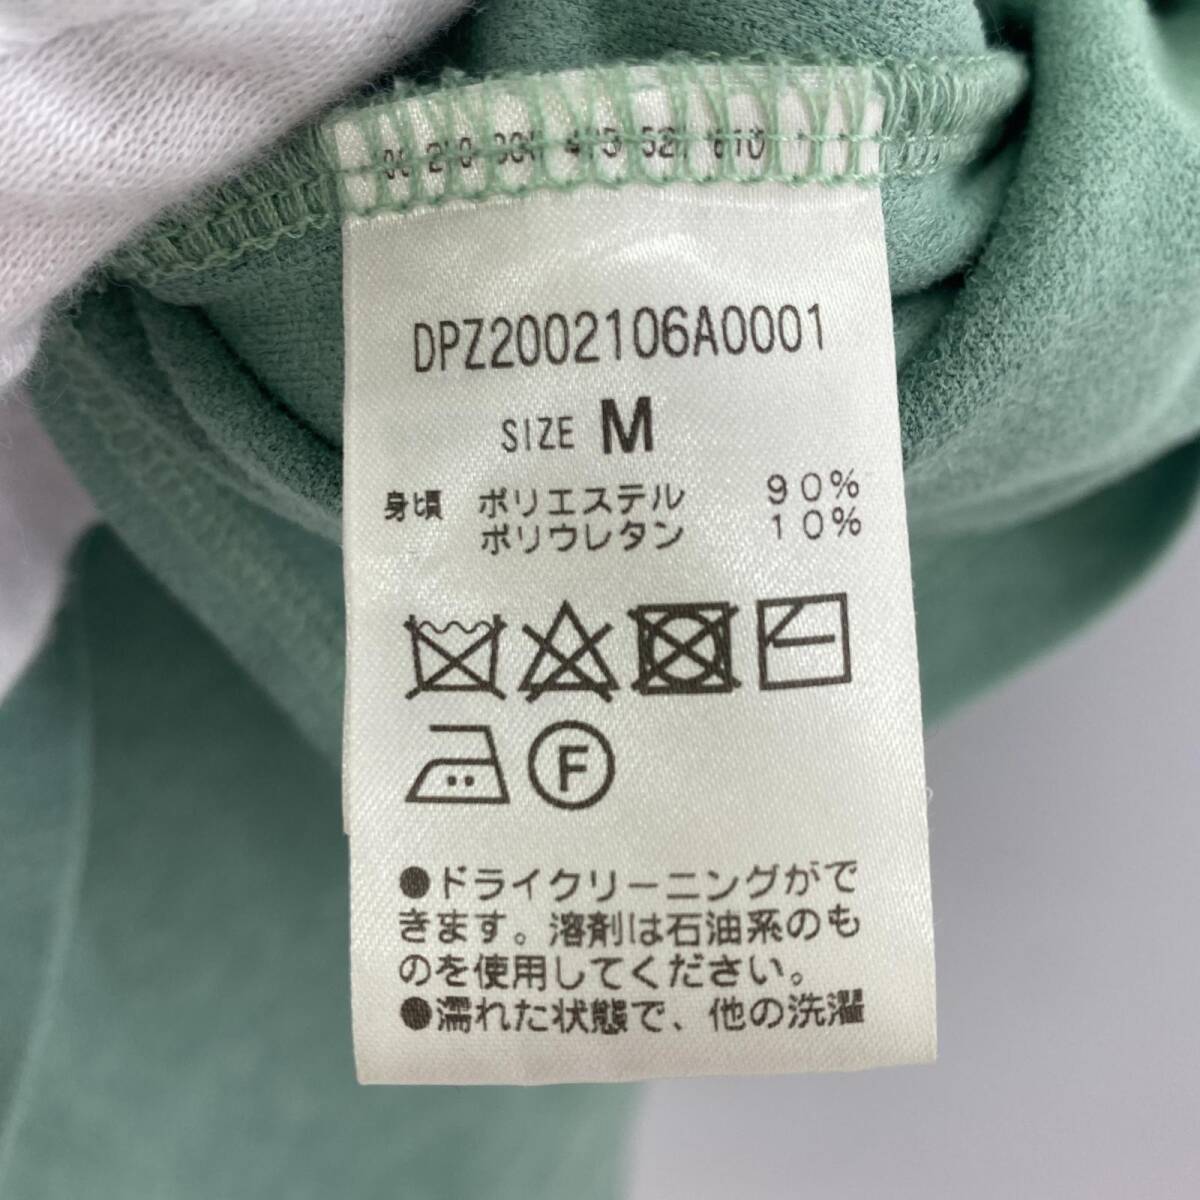 DPZ2002106A0001
SIZE M
身頃 ポリエステル 90%
ポリウレタン 10%
F
●ドライクリーニングがで
きます。溶剤は石油系のも
のを使用してください。
●濡れた状態で、他の洗濯